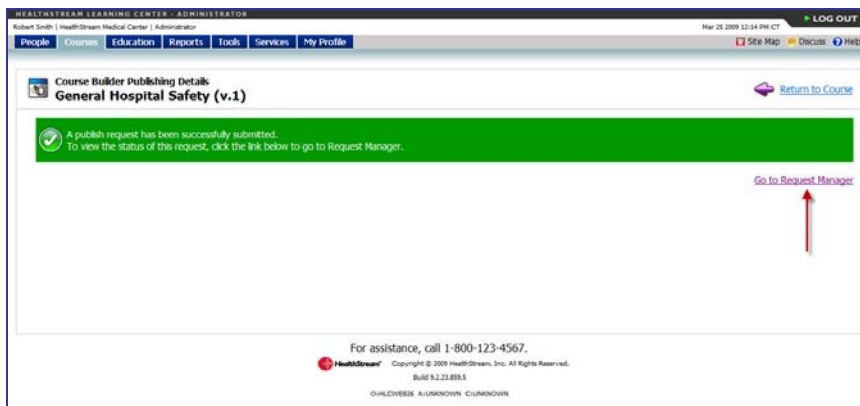 HEALTHSTREAM LEARNING CENTER - ADMINISTRATOR
LOG OUT
Robert Smith | HealthStream Medical Center | Administrator
Mar 25 2009 12:14 PM CT
People Courses Education Reports Tools Services My Profile
Site Map Discuss Help
Course Builder Publishing Details
General Hospital Safety (v.1)
Return to Course
A publish request has been successfully submitted.
To view the status of this request, click the link below to go to Request Manager.
Go to Request Manager
For assistance, call 1-800-123-4567.
HealthStream Copyright © 2009 HealthStream, Inc. All Rights Reserved.
Build 9.2.23.889.5
O:HLCWEB26 A:UNKNOWN C:UNKNOWN